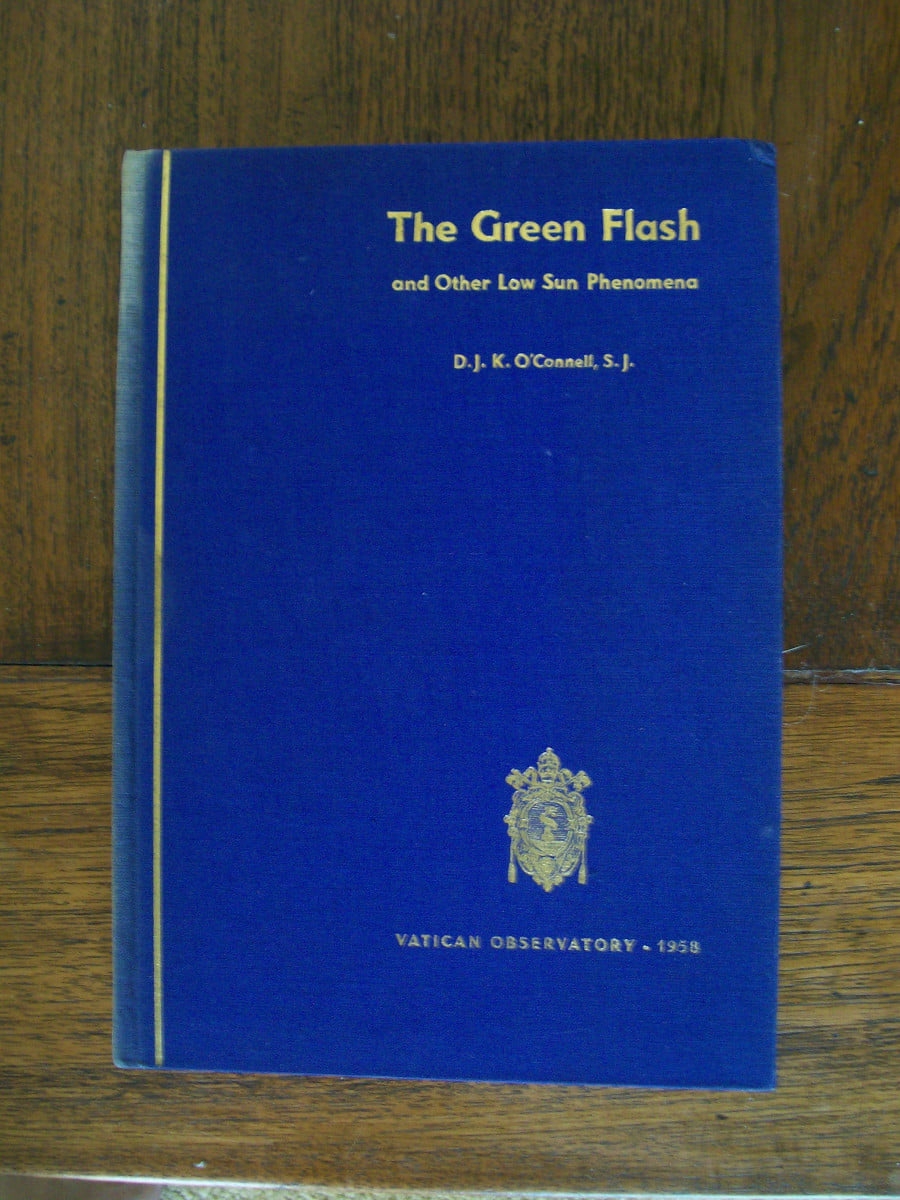 The Green Flash
and Other Low Sun Phenomena
D.J. K. O'Connell, S.J.
VATICAN OBSERVATORY • 1958